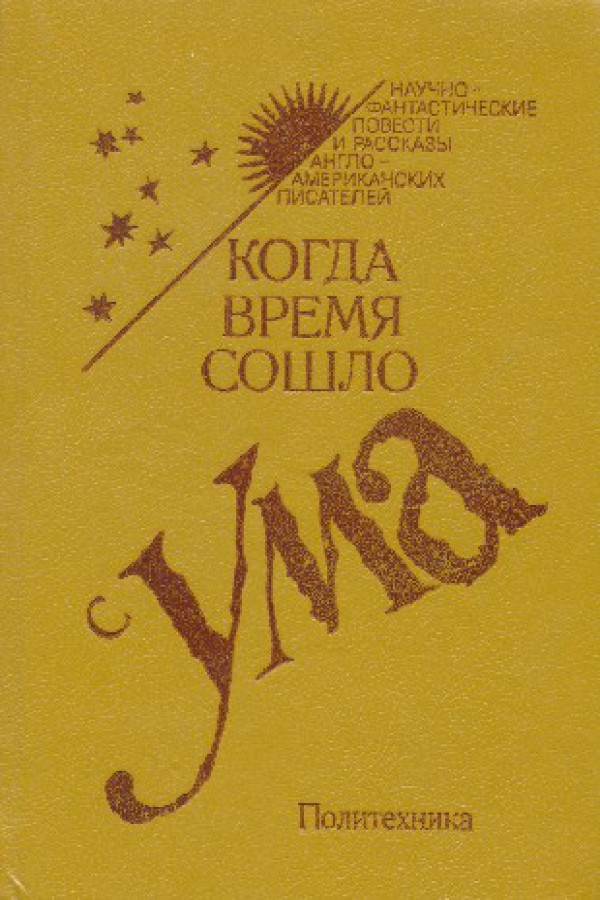 НАУЧНО-
ФАНТАСТИЧЕСКИЕ
ПОВЕСТИ
И РАССКАЗЫ
АНГЛО-
АМЕРИКАНСКИХ
ПИСАТЕЛЕЙ
КОГДА
ВРЕМЯ
СОШЛО
С УМа
Политехника